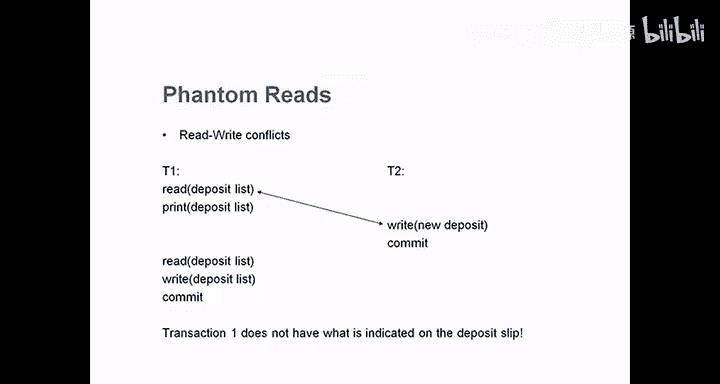 bilibili
Phantom Reads
• Read-Write conflicts
T1: T2:
read(deposit list)
print(deposit list)
write(new deposit)
commit
read(deposit list)
write(deposit list)
commit
Transaction 1 does not have what is indicated on the deposit slip!